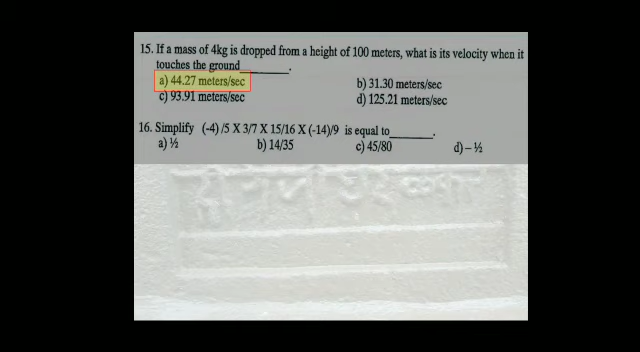 15. If a mass of 4kg is dropped from a height of 100 meters, what is its velocity when it
touches the ground________.
a) 44.27 meters/sec b) 31.30 meters/sec
c) 93.91 meters/sec d) 125.21 meters/sec
16. Simplify (-4) /5 X 3/7 X 15/16 X (-14)/9 is equal to_______.
a) ½ b) 14/35 c) 45/80 d) – ½